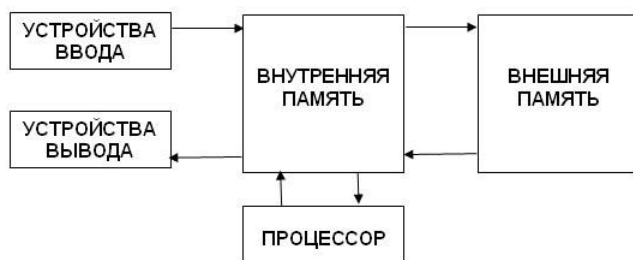 УСТРОЙСТВА
ВВОДА
ВНУТРЕННЯЯ
ПАМЯТЬ
ВНЕШНЯЯ
ПАМЯТЬ
УСТРОЙСТВА
ВЫВОДА
ПРОЦЕССОР